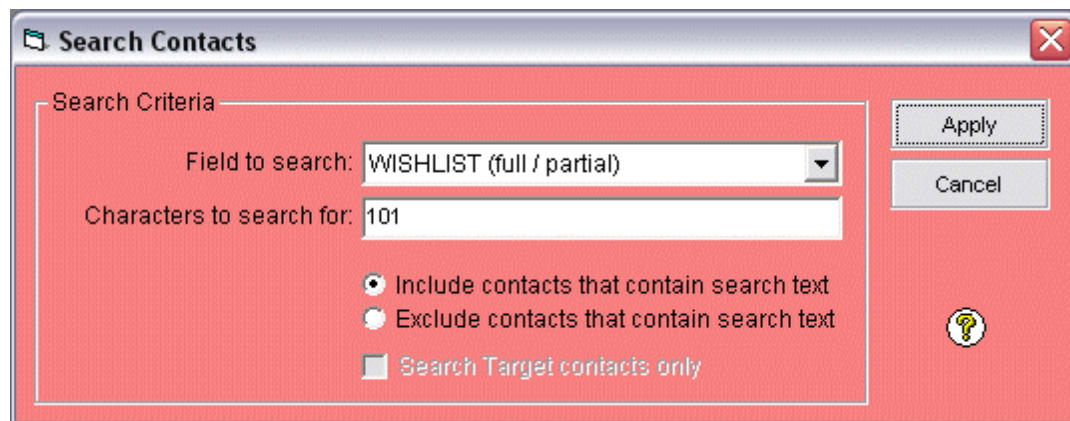 Search Contacts
Search Criteria
Field to search: WISHLIST (full / partial)
Characters to search for: 101
Include contacts that contain search text
Exclude contacts that contain search text
Search Target contacts only
Apply
Cancel
?